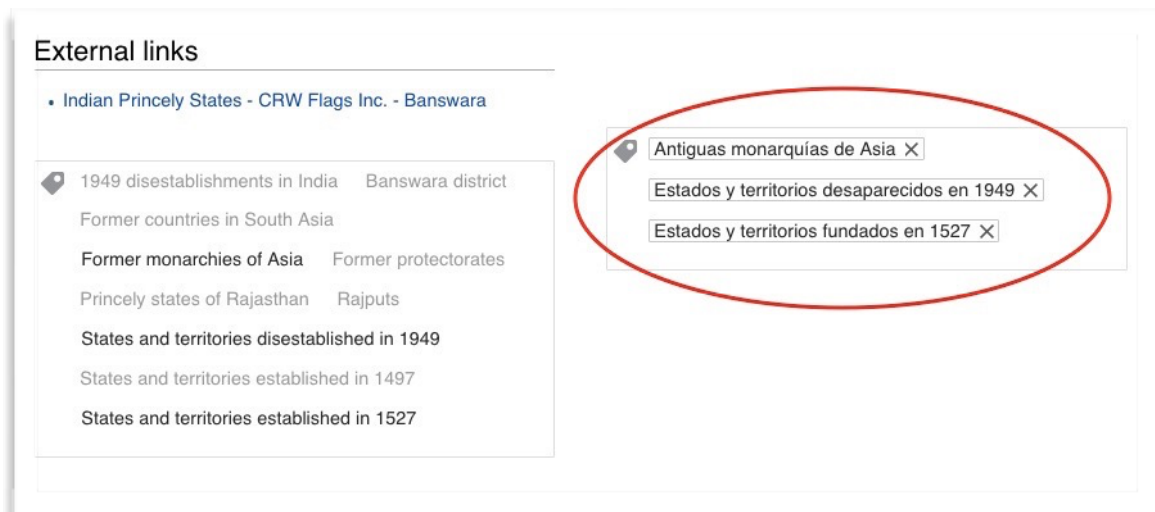 External links
• Indian Princely States - CRW Flags Inc. - Banswara
1949 disestablishments in India Banswara district
Former countries in South Asia
Former monarchies of Asia Former protectorates
Princely states of Rajasthan Rajputs
States and territories disestablished in 1949
States and territories established in 1497
States and territories established in 1527
Antiguas monarquías de Asia ×
Estados y territorios desaparecidos en 1949 ×
Estados y territorios fundados en 1527 ×